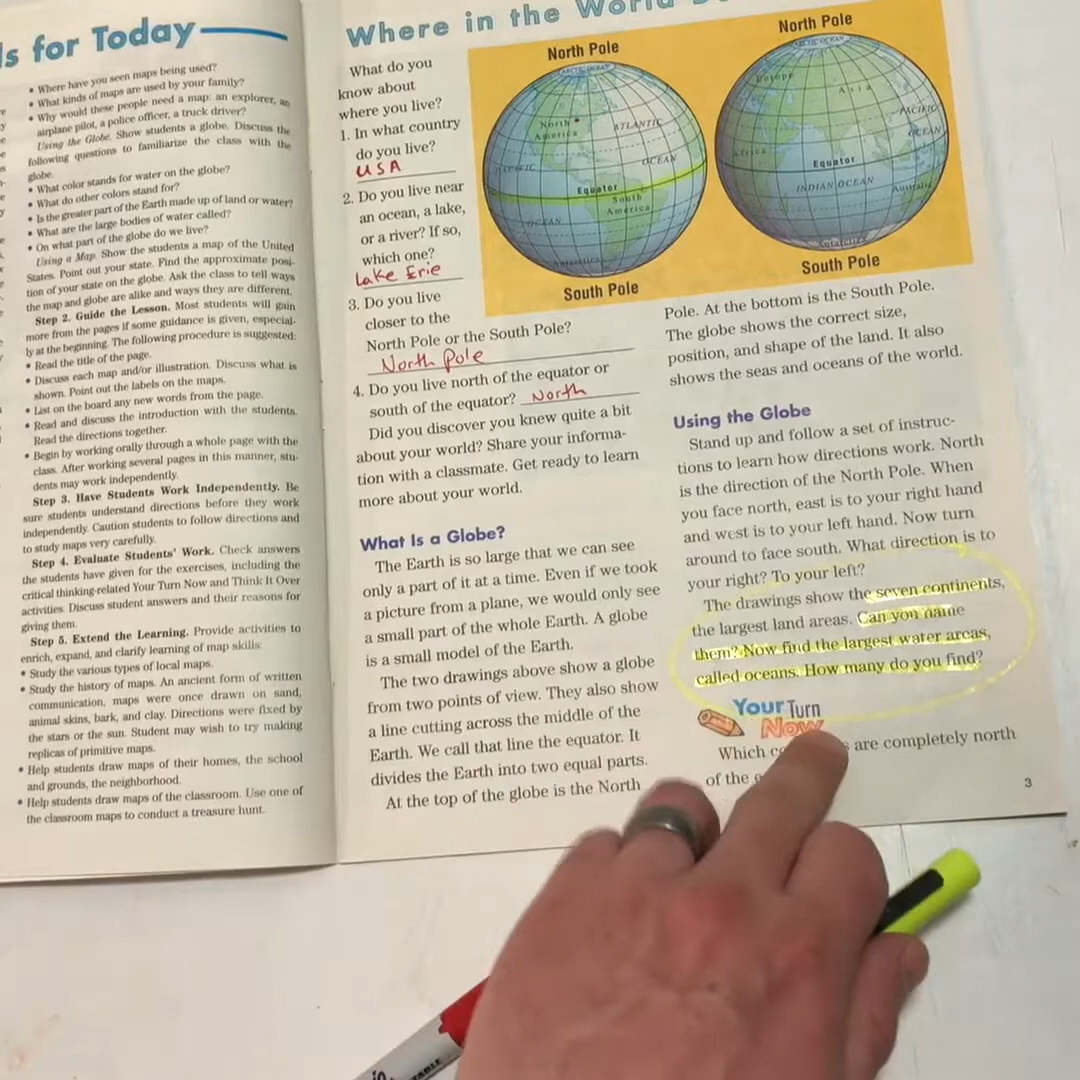 ls for Today
• Where have you seen maps being used?
• What kinds of maps are used by your family?
• Why would these people need a map: an explorer, an
airplane pilot, a police officer, a truck driver?
Using the Globe. Show students a globe. Discuss the
following questions to familiarize the class with the
globe.
• What color stands for water on the globe?
• What do other colors stand for?
• Is the greater part of the Earth made up of land or water?
• What are the large bodies of water called?
• On what part of the globe do we live?
Using a Map. Show the students a map of the United
States. Point out your state. Find the approximate posi-
tion of your state on the globe. Ask the class to tell ways
the map and globe are alike and ways they are different.
Step 2. Guide the Lesson. Most students will gain
more from the pages if some guidance is given, especial-
ly at the beginning. The following procedure is suggested:
• Read the title of the page.
• Discuss each map and/or illustration. Discuss what is
shown. Point out the labels on the maps.
• List on the board any new words from the page.
• Read and discuss the introduction with the students.
Read the directions together.
• Begin by working orally through a whole page with the
class. After working several pages in this manner, stu-
dents may work independently.
Step 3. Have Students Work Independently. Be
sure students understand directions before they work
independently. Caution students to follow directions and
to study maps very carefully.
Step 4. Evaluate Students' Work. Check answers
the students have given for the exercises, including the
critical thinking-related Your Turn Now and Think It Over
activities. Discuss student answers and their reasons for
giving them.
Step 5. Extend the Learning. Provide activities to
enrich, expand, and clarify learning of map skills:
• Study the various types of local maps.
• Study the history of maps. An ancient form of written
communication, maps were once drawn on sand,
animal skins, bark, and clay. Directions were fixed by
the stars or the sun. Student may wish to try making
replicas of primitive maps.
• Help students draw maps of their homes, the school
and grounds, the neighborhood.
• Help students draw maps of the classroom. Use one of
the classroom maps to conduct a treasure hunt.
Where in the World
What do you
know about
where you live?
1. In what country
do you live?
USA
2. Do you live near
an ocean, a lake,
or a river? If so,
which one?
Lake Erie
3. Do you live
closer to the
North Pole or the South Pole?
North Pole
4. Do you live north of the equator or
south of the equator? North
Did you discover you knew quite a bit
about your world? Share your informa-
tion with a classmate. Get ready to learn
more about your world.
What Is a Globe?
The Earth is so large that we can see
only a part of it at a time. Even if we took
a picture from a plane, we would only see
a small part of the whole Earth. A globe
is a small model of the Earth.
The two drawings above show a globe
from two points of view. They also show
a line cutting across the middle of the
Earth. We call that line the equator. It
divides the Earth into two equal parts.
At the top of the globe is the North
North Pole
ARCTIC OCEAN
North
America
ATLANTIC
OCEAN
PACIFIC
OCEAN
Equator
South
America
Antarctica
South Pole
North Pole
ARCTIC OCEAN
Europe
Asia
PACIFIC
OCEAN
Africa
Equator
INDIAN OCEAN
Australia
Antarctica
South Pole
Pole. At the bottom is the South Pole.
The globe shows the correct size,
position, and shape of the land. It also
shows the seas and oceans of the world.
Using the Globe
Stand up and follow a set of instruc-
tions to learn how directions work. North
is the direction of the North Pole. When
you face north, east is to your right hand
and west is to your left hand. Now turn
around to face south. What direction is to
your right? To your left?
The drawings show the seven continents,
the largest land areas. Can you name
them? Now find the largest water areas,
called oceans. How many do you find?
Your Turn
Now
Which are completely north
of the
3